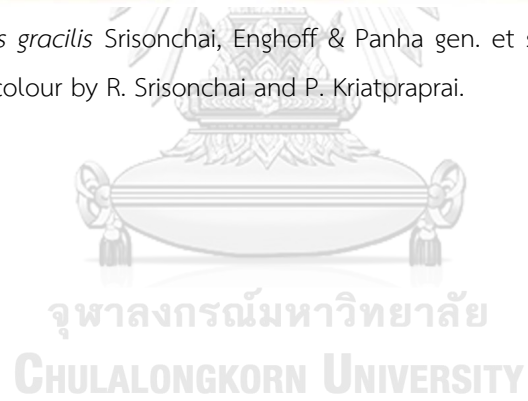 s gracilis Srisonchai, Enghoff & Panha gen. et s
colour by R. Srisonchai and P. Kriatpraprai.
จุฬาลงกรณ์มหาวิทยาลัย
CHULALONGKORN UNIVERSITY